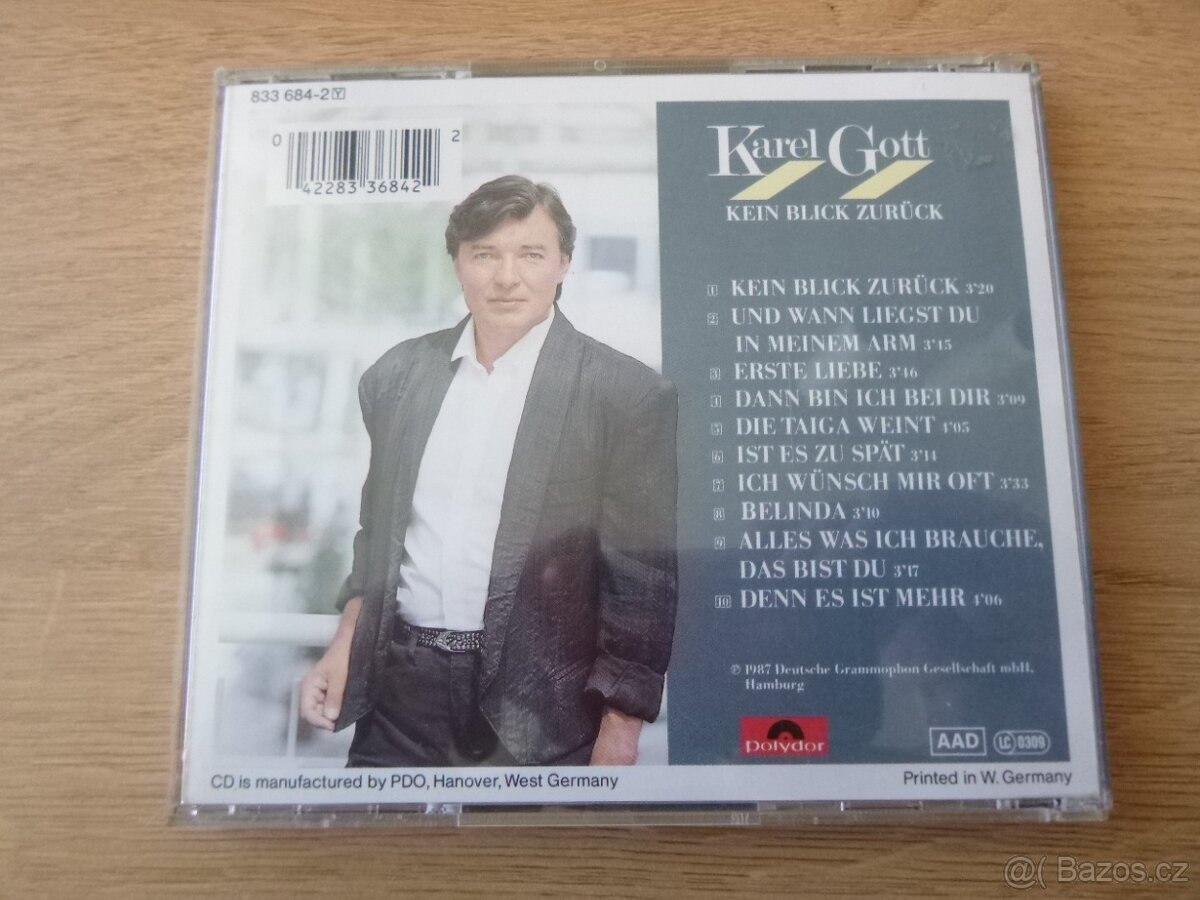 833 684-2 Y
0 42283 36842 2
Karel Gott
KEIN BLICK ZURÜCK
1 KEIN BLICK ZURÜCK 3'20
2 UND WANN LIEGST DU
IN MEINEM ARM 3'15
3 ERSTE LIEBE 3'46
4 DANN BIN ICH BEI DIR 3'09
5 DIE TAIGA WEINT 4'05
6 IST ES ZU SPÄT 3'14
7 ICH WÜNSCH MIR OFT 3'33
8 BELINDA 3'10
9 ALLES WAS ICH BRAUCHE,
DAS BIST DU 3'17
10 DENN ES IST MEHR 4'06
℗ 1987 Deutsche Grammophon Gesellschaft mbH,
Hamburg
polydor
AAD LC 0309
CD is manufactured by PDO, Hanover, West Germany
Printed in W. Germany
@( Bazos.cz